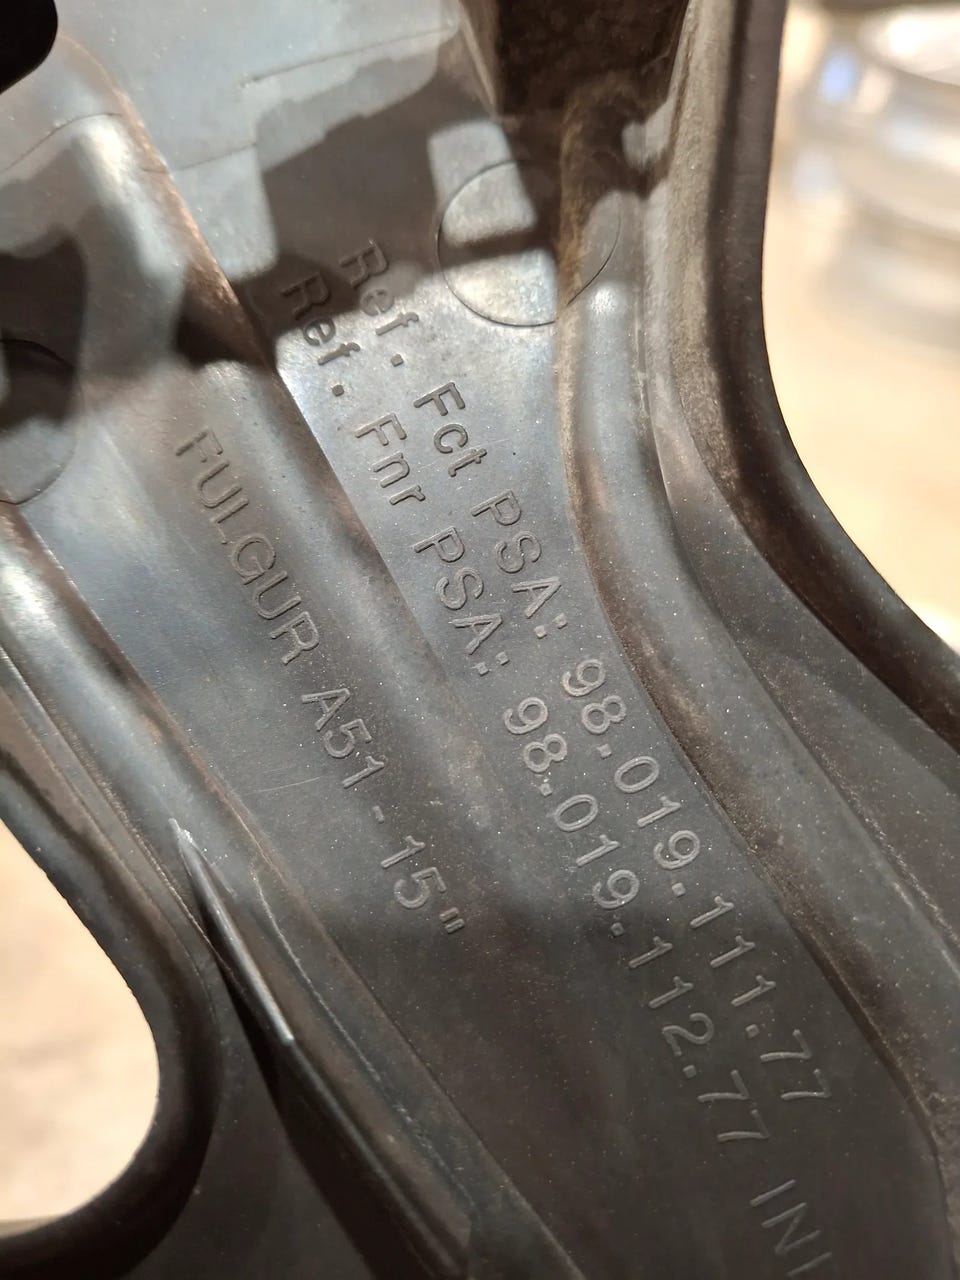 Ref. Fct PSA: 98.019.111.77
Ref. Fnr PSA: 98.019.112.77
FULGUR A51 - 15"